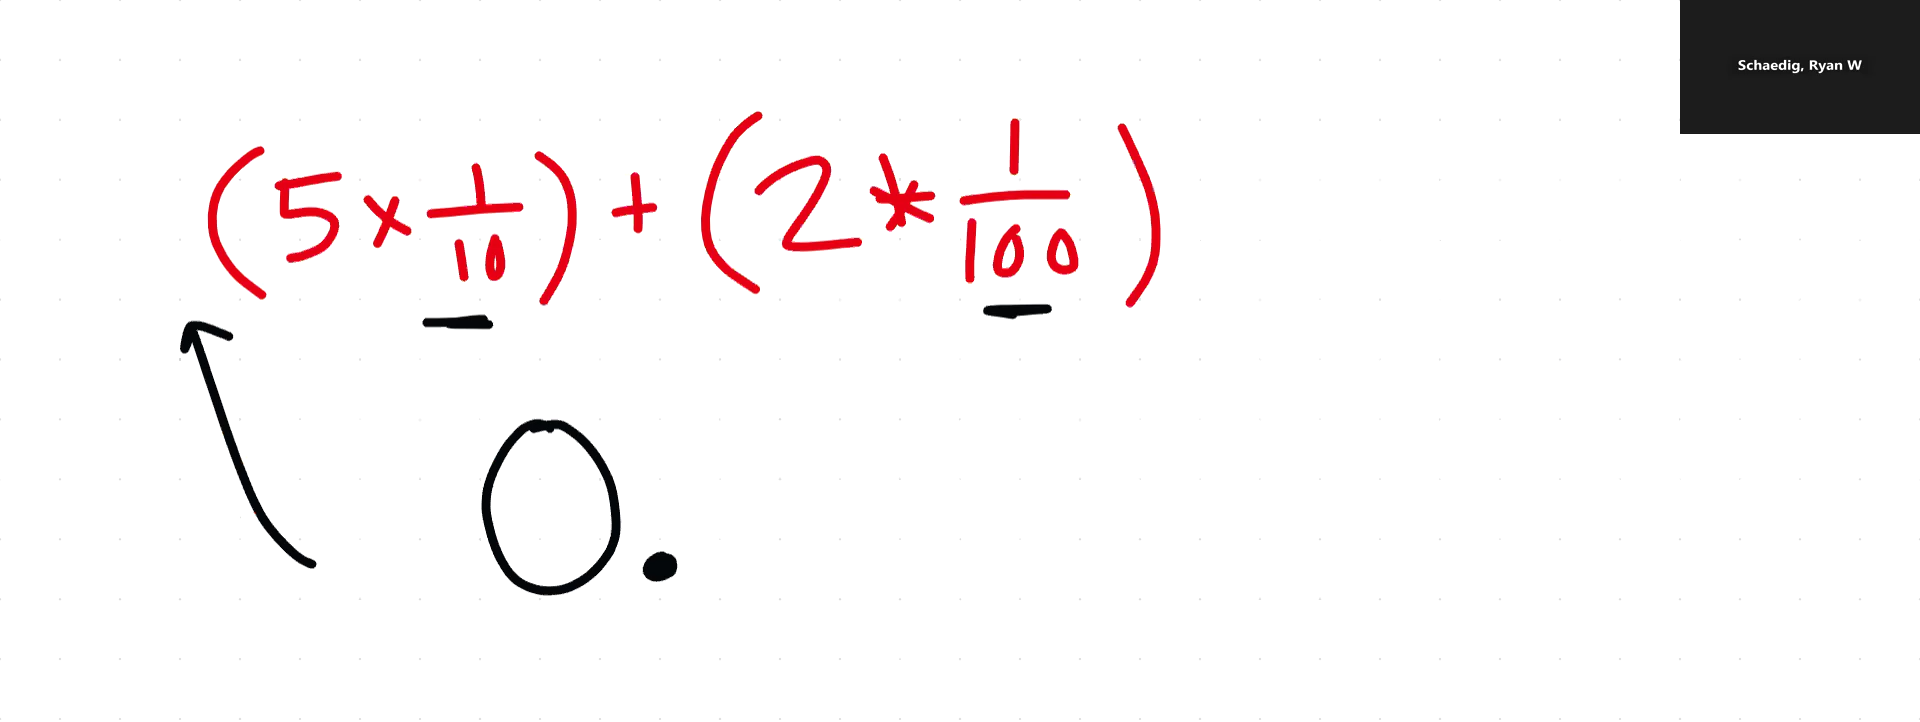 Schaedig, Ryan W
(5 × 1/10) + (2 * 1/100)
0.